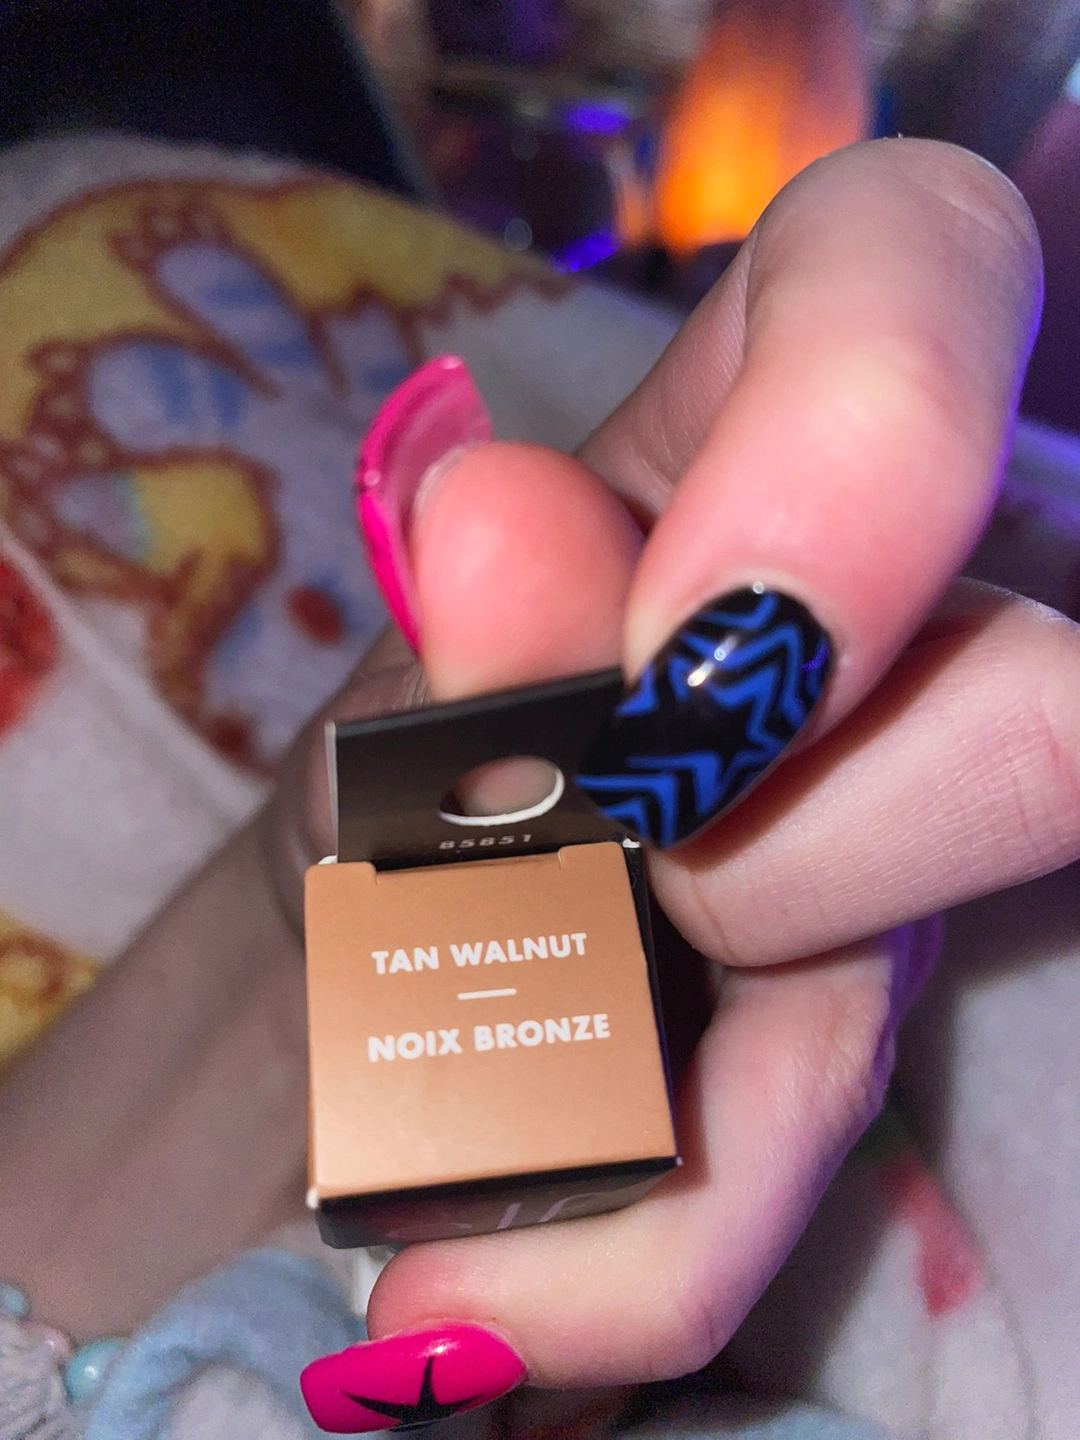 85851
TAN WALNUT
NOIX BRONZE